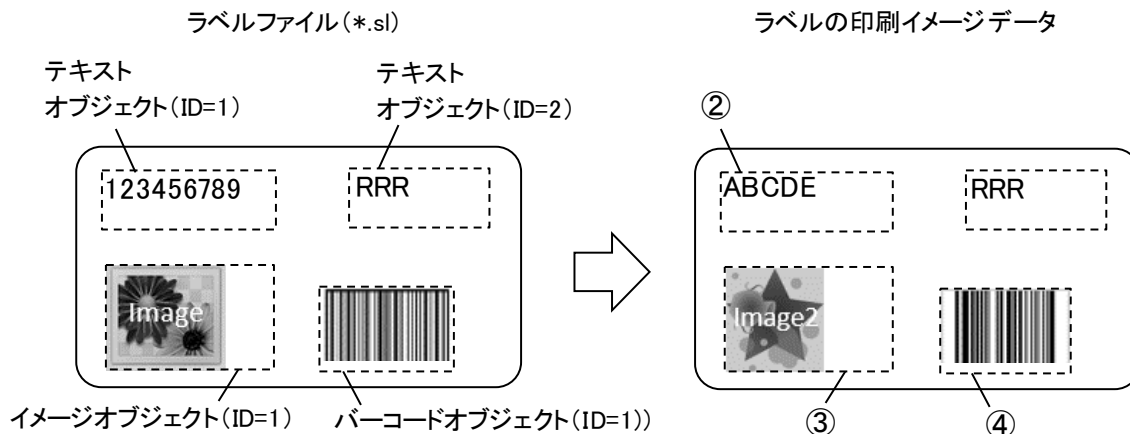 ラベルファイル(*.sl)
ラベルの印刷イメージデータ
テキスト
オブジェクト(ID=1)
テキスト
オブジェクト(ID=2)
②
123456789
RRR
ABCDE
RRR
Image
Image2
イメージオブジェクト(ID=1)
バーコードオブジェクト(ID=1))
③
④